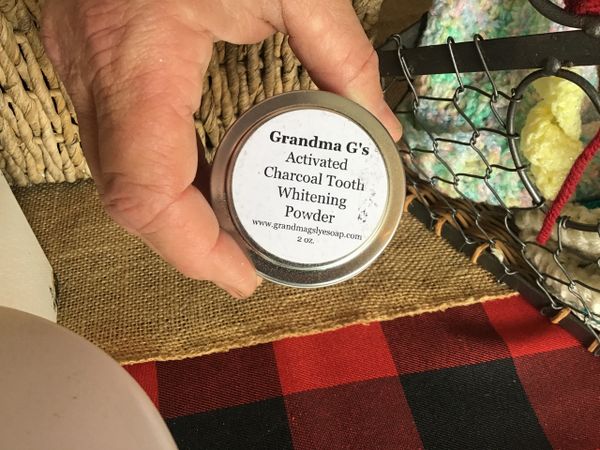 Grandma G's
Activated
Charcoal Tooth
Whitening
Powder
www.grandmagslyesoap.com
2 oz.